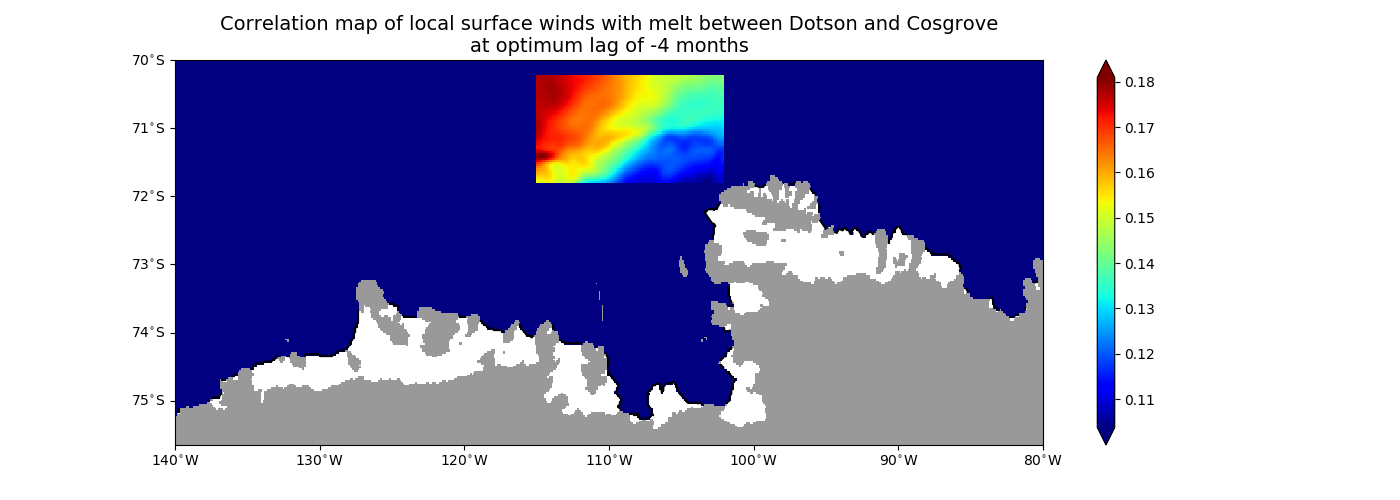 Correlation map of local surface winds with melt between Dotson and Cosgrove
at optimum lag of -4 months
70°S
71°S
72°S
73°S
74°S
75°S
140°W
130°W
120°W
110°W
100°W
90°W
80°W
0.18
0.17
0.16
0.15
0.14
0.13
0.12
0.11